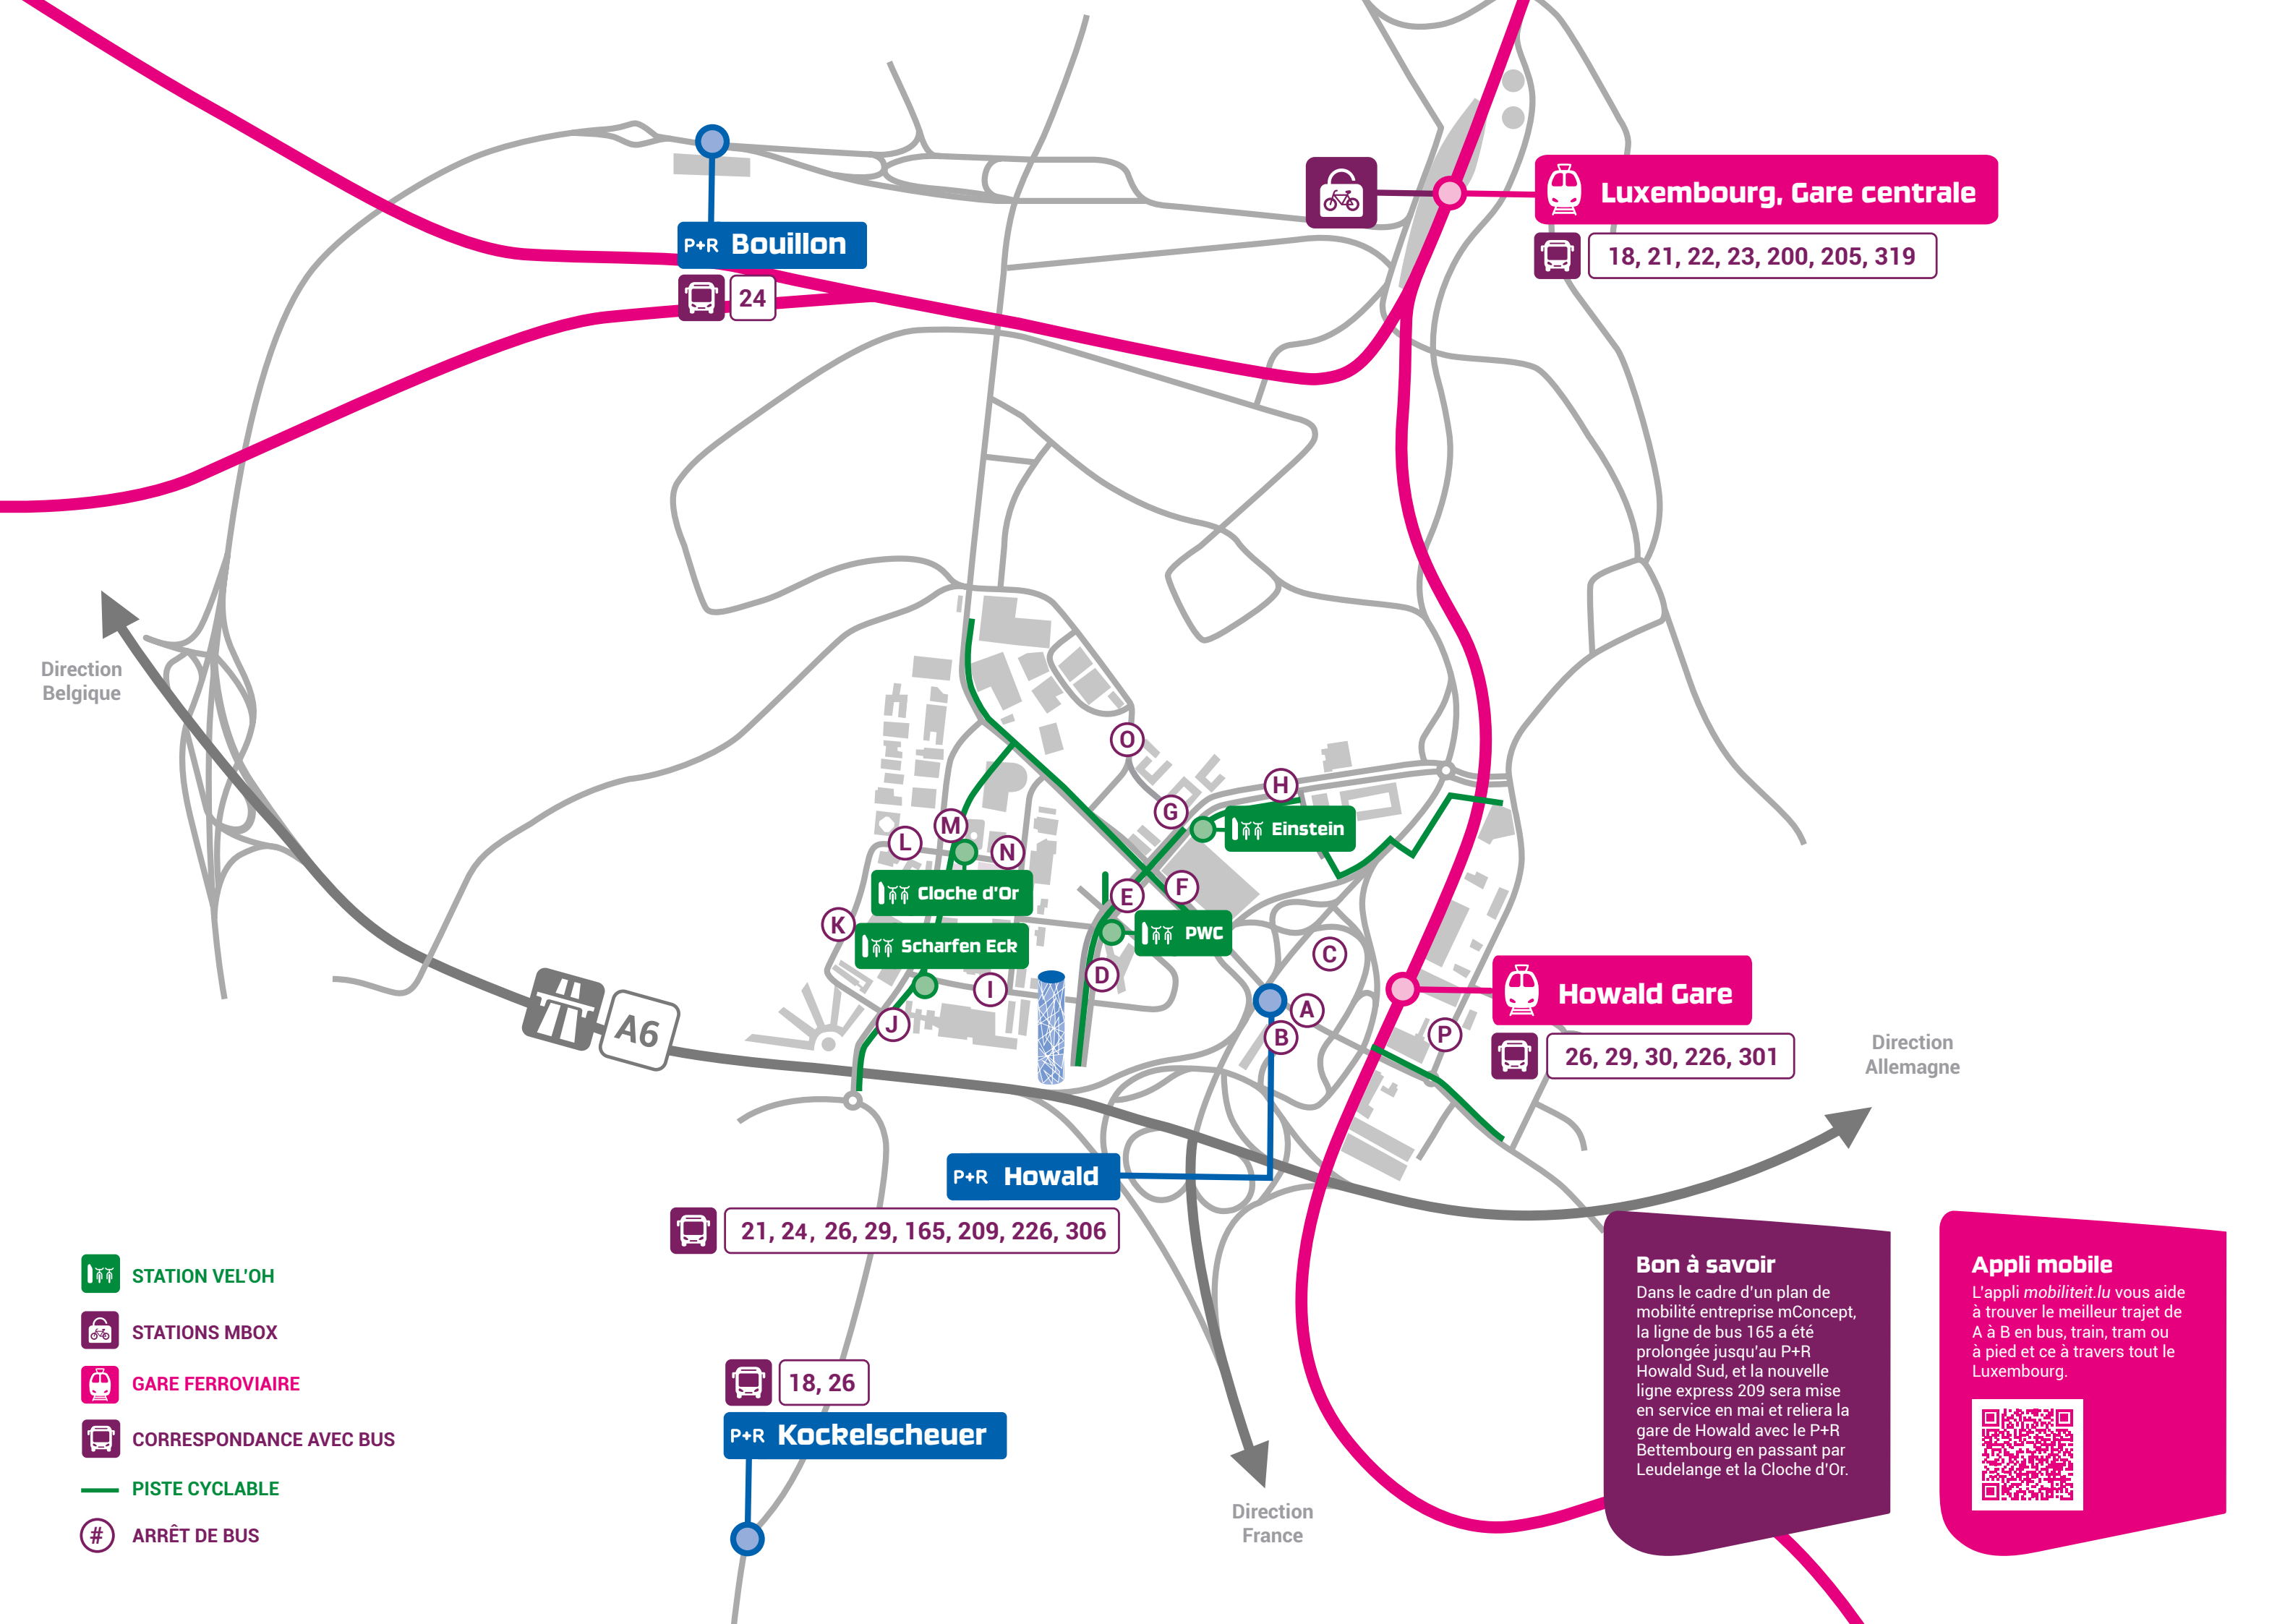 Luxembourg, Gare centrale
18, 21, 22, 23, 200, 205, 319
P+R Bouillon
24
Direction
Belgique
O
H
G
Einstein
M
L
N
Cloche d'Or
E
F
K
PWC
Scharfen Eck
C
D
I
A
J
B
P
Howald Gare
26, 29, 30, 226, 301
A6
Direction
Allemagne
P+R Howald
21, 24, 26, 29, 165, 209, 226, 306
18, 26
P+R Kockelscheuer
Direction
France
STATION VEL'OH
STATIONS MBOX
GARE FERROVIAIRE
CORRESPONDANCE AVEC BUS
PISTE CYCLABLE
# ARRÊT DE BUS
Bon à savoir
Dans le cadre d'un plan de
mobilité entreprise mConcept,
la ligne de bus 165 a été
prolongée jusqu'au P+R
Howald Sud, et la nouvelle
ligne express 209 sera mise
en service en mai et reliera la
gare de Howald avec le P+R
Bettembourg en passant par
Leudelange et la Cloche d'Or.
Appli mobile
L'appli mobiliteit.lu vous aide
à trouver le meilleur trajet de
A à B en bus, train, tram ou
à pied et ce à travers tout le
Luxembourg.